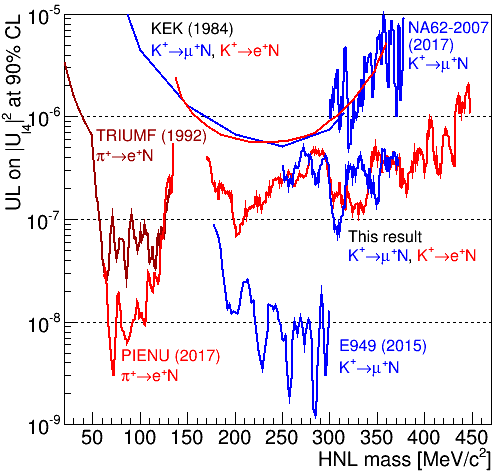 UL on |U_l4|² at 90% CL
10⁻⁵
10⁻⁶
10⁻⁷
10⁻⁸
10⁻⁹
KEK (1984)
K⁺→μ⁺N, K⁺→e⁺N
NA62-2007
(2017)
K⁺→μ⁺N
TRIUMF (1992)
π⁺→e⁺N
This result
K⁺→μ⁺N, K⁺→e⁺N
PIENU (2017)
π⁺→e⁺N
E949 (2015)
K⁺→μ⁺N
50 100 150 200 250 300 350 400 450
HNL mass [MeV/c²]